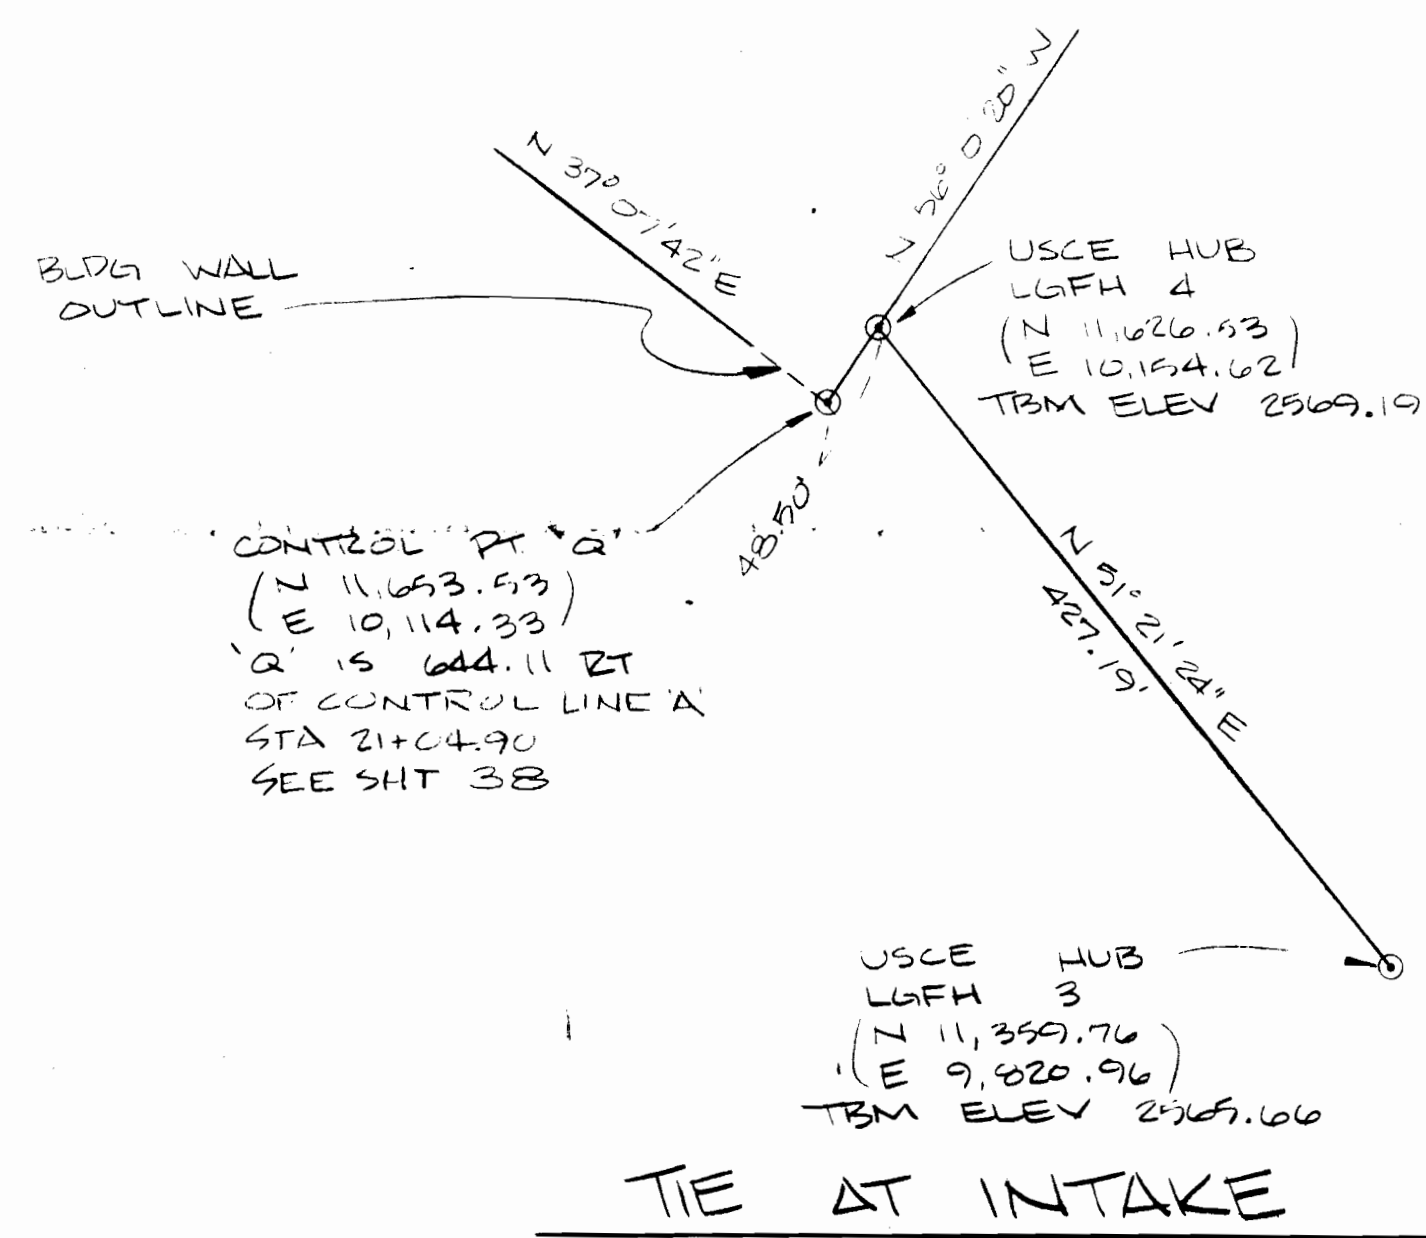 N 37° 07' 42" E
N 56° 0' 20" W
BLDG WALL
OUTLINE
USCE HUB
LGFH 4
(N 11,626.53)
(E 10,154.62)
TBM ELEV 2569.19
48.50'
CONTROL PT 'Q'
(N 11,653.53)
(E 10,114.33)
'Q' IS 644.11 RT
OF CONTROL LINE 'A'
STA 21+04.90
SEE SHT 38
N 51° 21' 24" E
427.19'
USCE HUB
LGFH 3
(N 11,359.76)
(E 9,820.96)
TBM ELEV 2565.66
TIE AT INTAKE